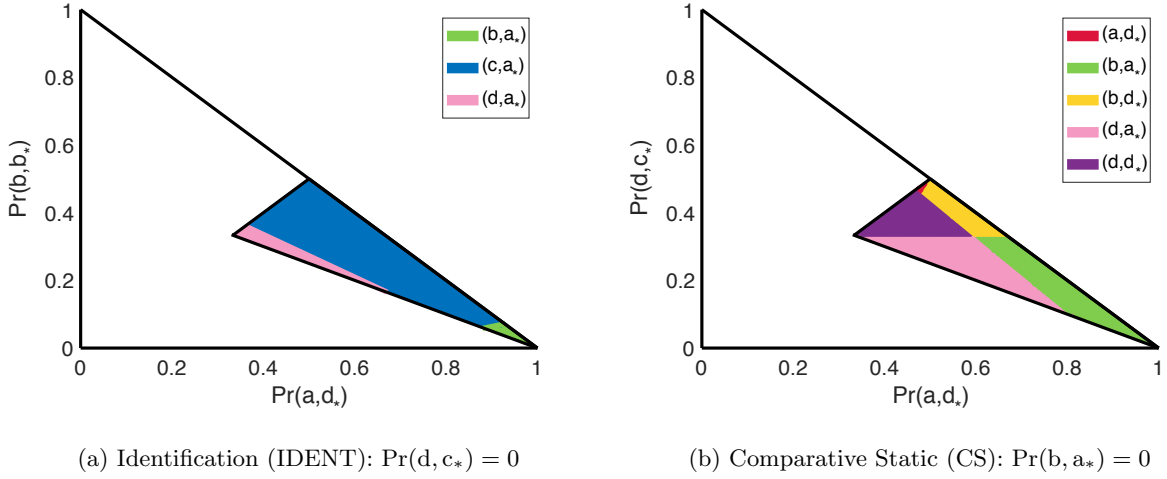 1
0.8
0.6
0.4
0.2
0
0 0.2 0.4 0.6 0.8 1
Pr(b,b*)
Pr(a,d*)
(b,a*)
(c,a*)
(d,a*)
(a) Identification (IDENT): Pr(d, c*) = 0
1
0.8
0.6
0.4
0.2
0
0 0.2 0.4 0.6 0.8 1
Pr(d,c*)
Pr(a,d*)
(a,d*)
(b,a*)
(b,d*)
(d,a*)
(d,d*)
(b) Comparative Static (CS): Pr(b, a*) = 0